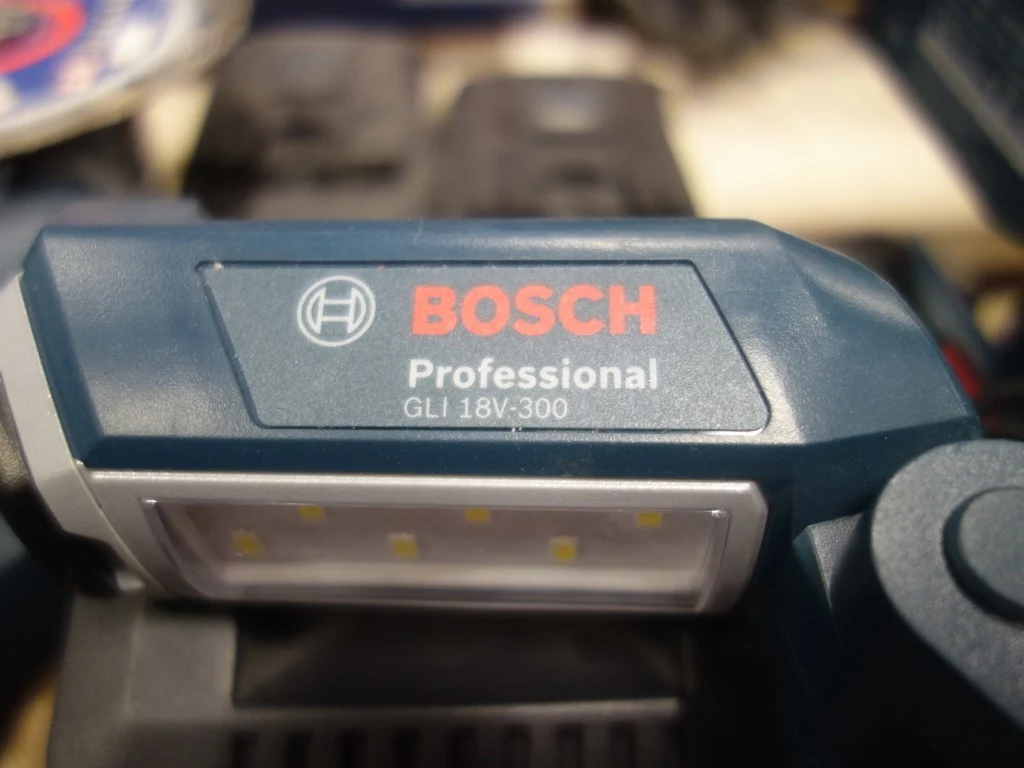 BOSCH
Professional
GLI 18V-300